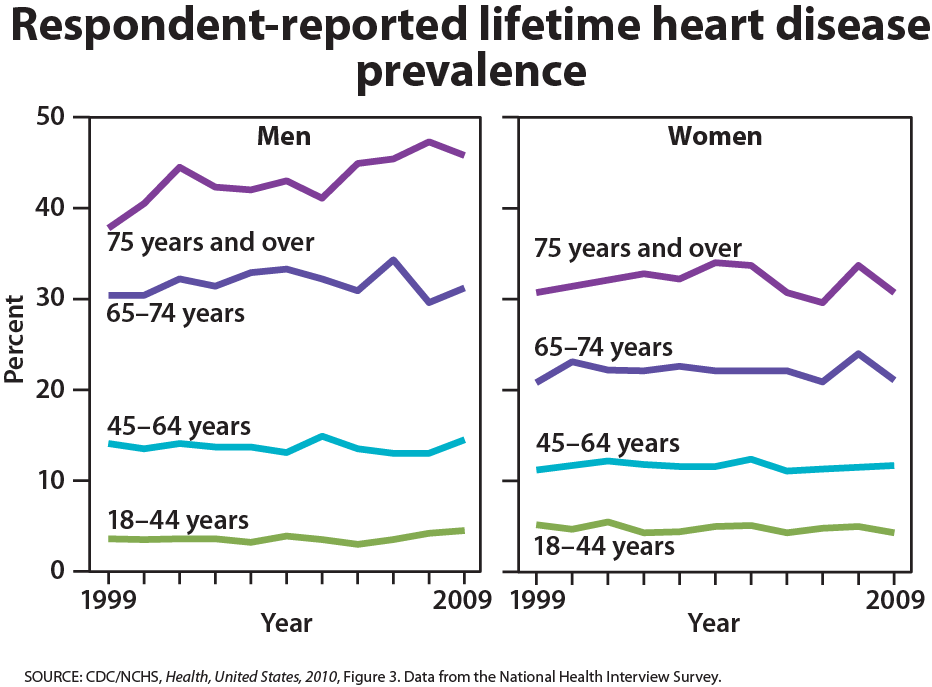 Respondent-reported lifetime heart disease
prevalence
Percent
50
40
30
20
10
0
Men
75 years and over
65–74 years
45–64 years
18–44 years
1999
2009
Year
Women
75 years and over
65–74 years
45–64 years
18–44 years
1999
2009
Year
SOURCE: CDC/NCHS, Health, United States, 2010, Figure 3. Data from the National Health Interview Survey.